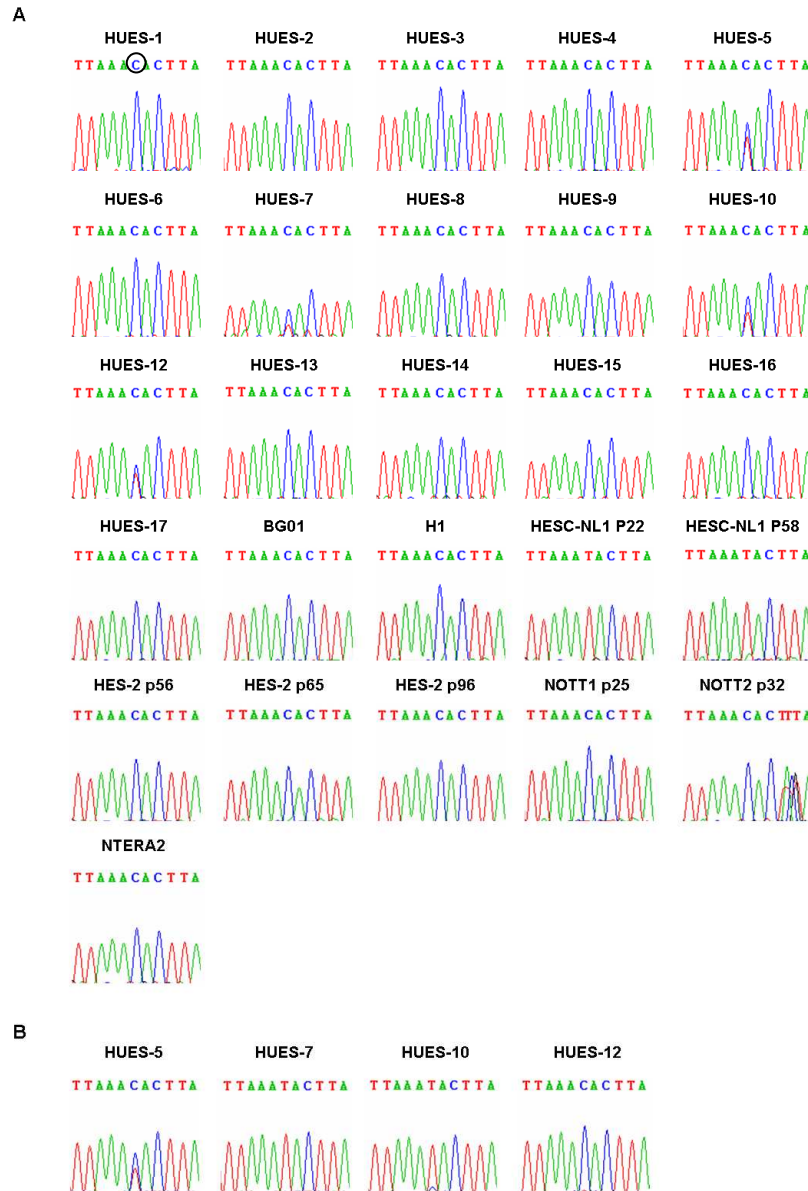 A
HUES-1 HUES-2 HUES-3 HUES-4 HUES-5
TTAAACACTTA TTAAACACTTA TTAAACACTTA TTAAACACTTA TTAAACACTTA
HUES-6 HUES-7 HUES-8 HUES-9 HUES-10
TTAAACACTTA TTAAACACTTA TTAAACACTTA TTAAACACTTA TTAAACACTTA
HUES-12 HUES-13 HUES-14 HUES-15 HUES-16
TTAAACACTTA TTAAACACTTA TTAAACACTTA TTAAACACTTA TTAAACACTTA
HUES-17 BG01 H1 HESC-NL1 P22 HESC-NL1 P58
TTAAACACTTA TTAAACACTTA TTAAACACTTA TTAAATACTTA TTAAATACTTA
HES-2 p56 HES-2 p65 HES-2 p96 NOTT1 p25 NOTT2 p32
TTAAACACTTA TTAAACACTTA TTAAACACTTA TTAAACACTTA TTAAACACTTTA
NTERA2
TTAAACACTTA
B
HUES-5 HUES-7 HUES-10 HUES-12
TTAAACACTTA TTAAATACTTA TTAAATACTTA TTAAACACTTA